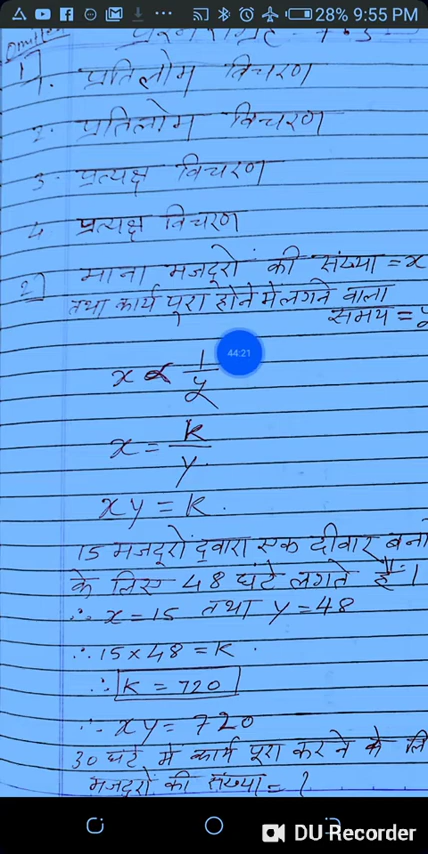 28% 9:55 PM
1. प्रतिलोम विचरण
2. प्रतिलोम विचरण
3. प्रत्यक्ष विचरण
4. प्रत्यक्ष विचरण
2) माना मजदूरों की संख्या = x
तथा कार्य पूरा होने में लगने वाला
समय = y
44:21
x ∝ 1/y
x = k/y
xy = k.
15 मजदूरों द्वारा एक दीवार बना
के लिए 48 घंटे लगते हैं।
∴ x = 15 तथा y = 48
∴ 15 × 48 = k.
∴ k = 720
∴ xy = 720
30 घंटे में कार्य पूरा करने के लि
मजदूरों की संख्या = ?
DU Recorder